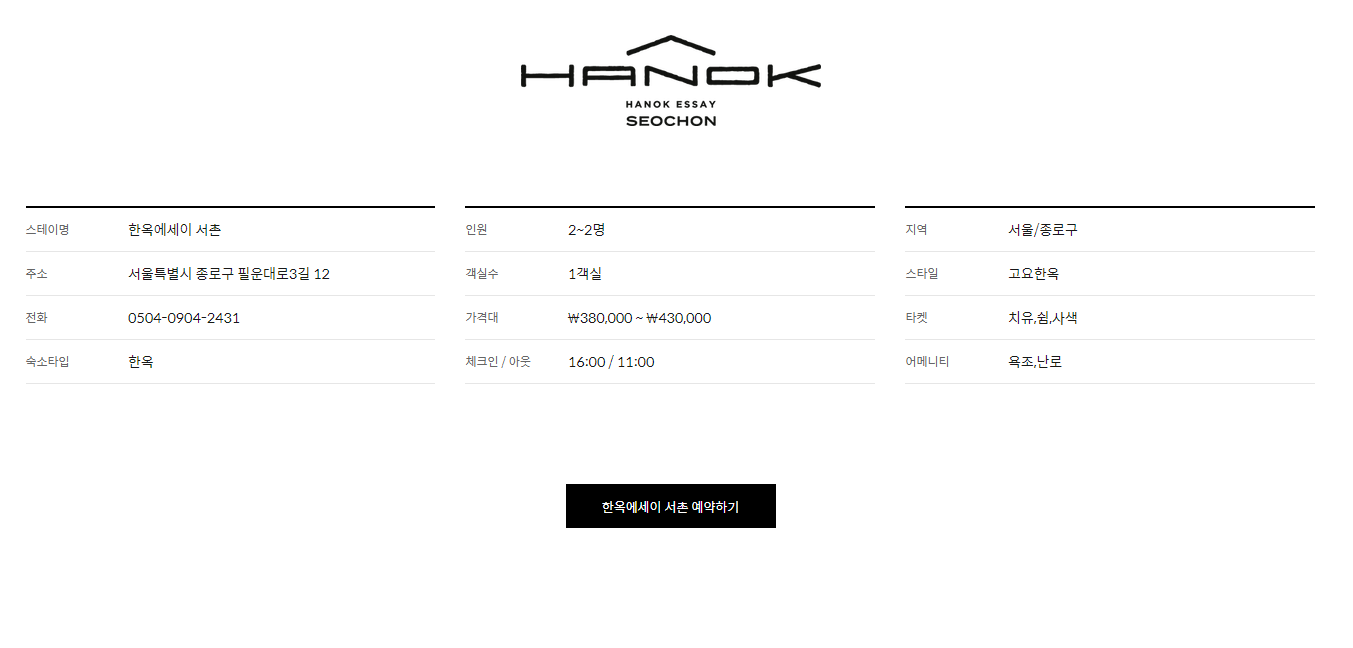 HANOK
HANOK ESSAY
SEOCHON
스테이명 한옥에세이 서촌
주소 서울특별시 종로구 필운대로3길 12
전화 0504-0904-2431
숙소타입 한옥
인원 2~2명
객실수 1객실
가격대 ₩380,000 ~ ₩430,000
체크인 / 아웃 16:00 / 11:00
지역 서울/종로구
스타일 고요한옥
타켓 치유,쉼,사색
어메니티 욕조,난로
한옥에세이 서촌 예약하기